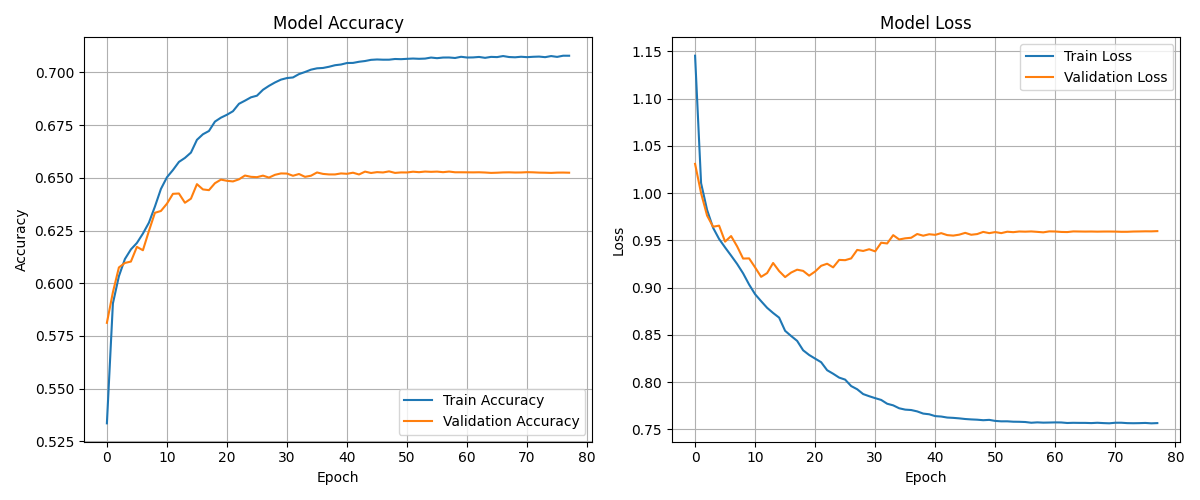 Model Accuracy
0.700
0.675
0.650
0.625
0.600
0.575
0.550
0.525
Accuracy
0 10 20 30 40 50 60 70 80
Epoch
Train Accuracy
Validation Accuracy
Model Loss
1.15
1.10
1.05
1.00
0.95
0.90
0.85
0.80
0.75
Loss
0 10 20 30 40 50 60 70 80
Epoch
Train Loss
Validation Loss